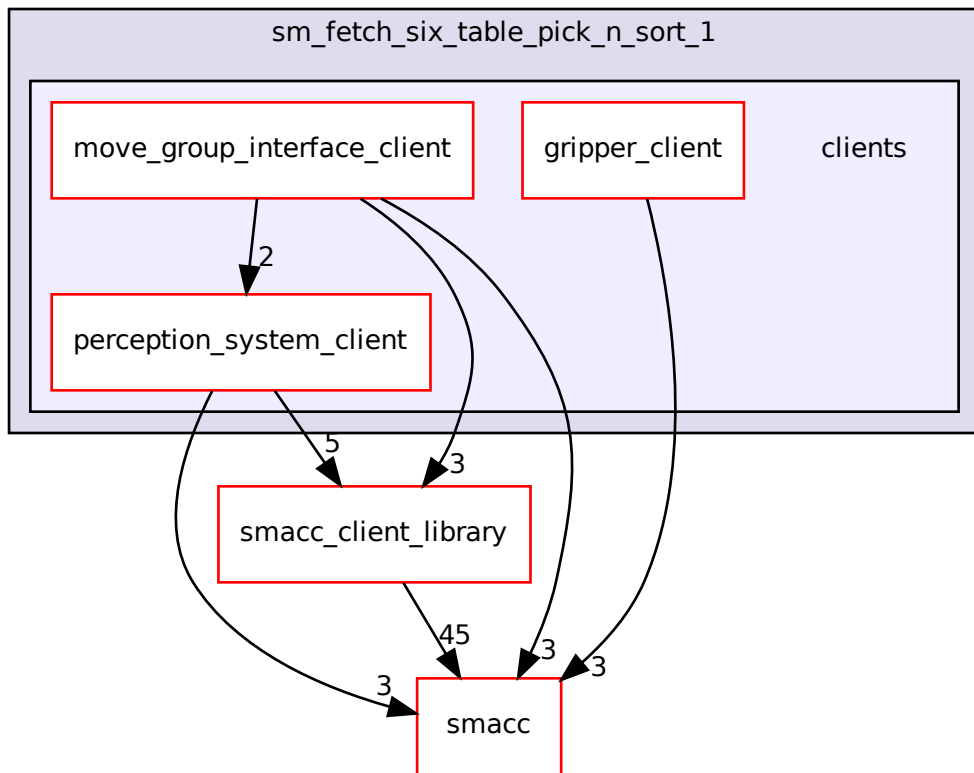 sm_fetch_six_table_pick_n_sort_1
move_group_interface_client
gripper_client
clients
2
perception_system_client
5
3
smacc_client_library
45
3
3
3
smacc